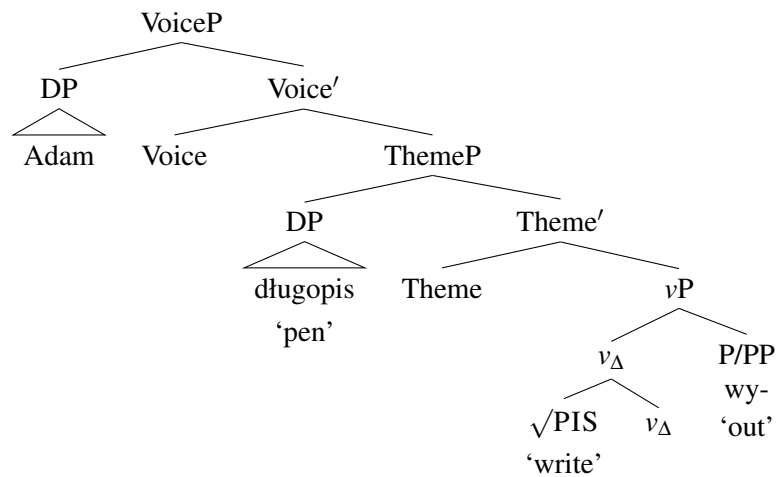 VoiceP
DP Voice′
Adam Voice ThemeP
DP Theme′
długopis Theme vP
‘pen’
v∆ P/PP
wy-
√PIS v∆ ‘out’
‘write’